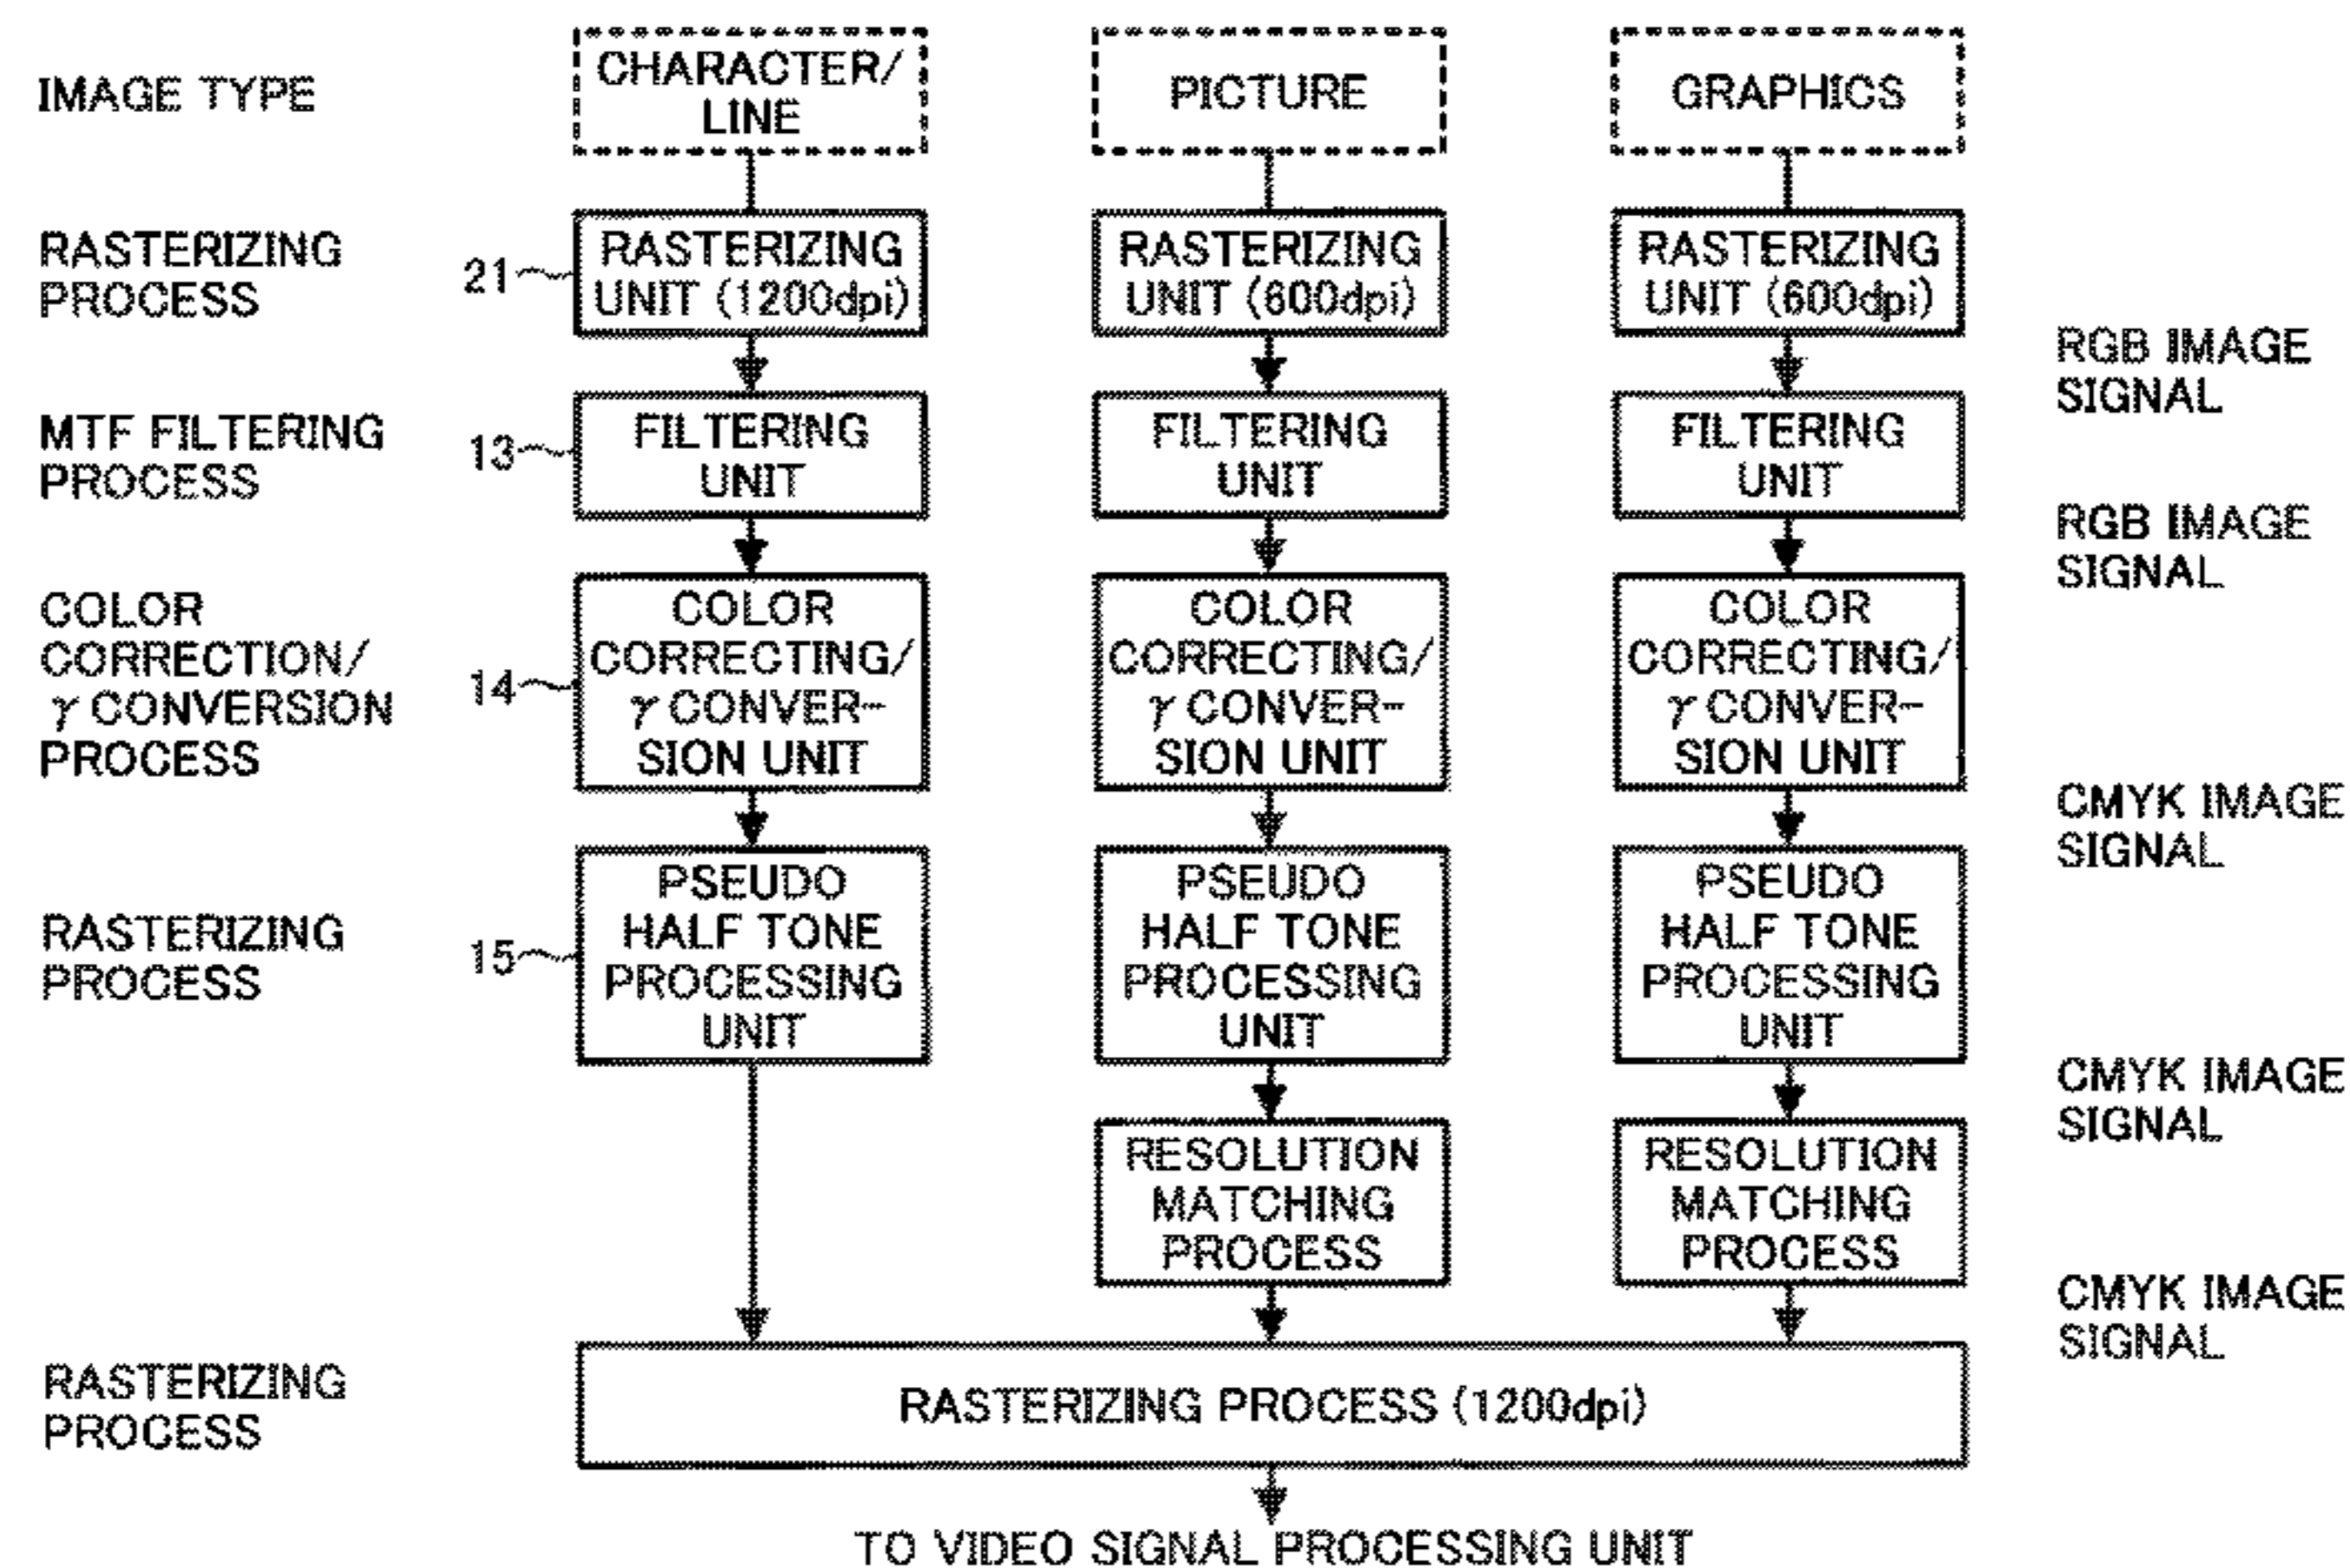 IMAGE TYPE
CHARACTER/
LINE
PICTURE
GRAPHICS
RASTERIZING
PROCESS
21
RASTERIZING
UNIT (1200dpi)
RASTERIZING
UNIT (600dpi)
RASTERIZING
UNIT (600dpi)
RGB IMAGE
SIGNAL
MTF FILTERING
PROCESS
13
FILTERING
UNIT
FILTERING
UNIT
FILTERING
UNIT
RGB IMAGE
SIGNAL
COLOR
CORRECTION/
γ CONVERSION
PROCESS
14
COLOR
CORRECTING/
γ CONVER-
SION UNIT
COLOR
CORRECTING/
γ CONVER-
SION UNIT
COLOR
CORRECTING/
γ CONVER-
SION UNIT
CMYK IMAGE
SIGNAL
RASTERIZING
PROCESS
15
PSEUDO
HALF TONE
PROCESSING
UNIT
PSEUDO
HALF TONE
PROCESSING
UNIT
PSEUDO
HALF TONE
PROCESSING
UNIT
CMYK IMAGE
SIGNAL
RESOLUTION
MATCHING
PROCESS
RESOLUTION
MATCHING
PROCESS
CMYK IMAGE
SIGNAL
RASTERIZING
PROCESS
RASTERIZING PROCESS (1200dpi)
TO VIDEO SIGNAL PROCESSING UNIT